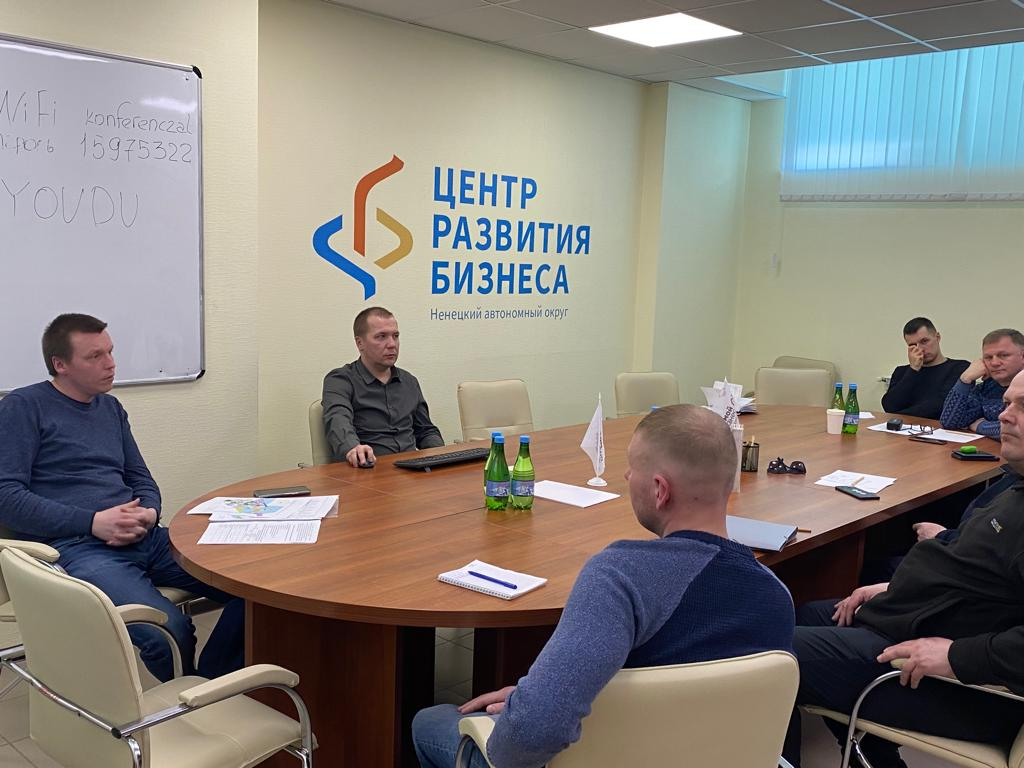 WiFi konferenczal
пароль 15975322
YOUDU
ЦЕНТР
РАЗВИТИЯ
БИЗНЕСА
Ненецкий автономный округ